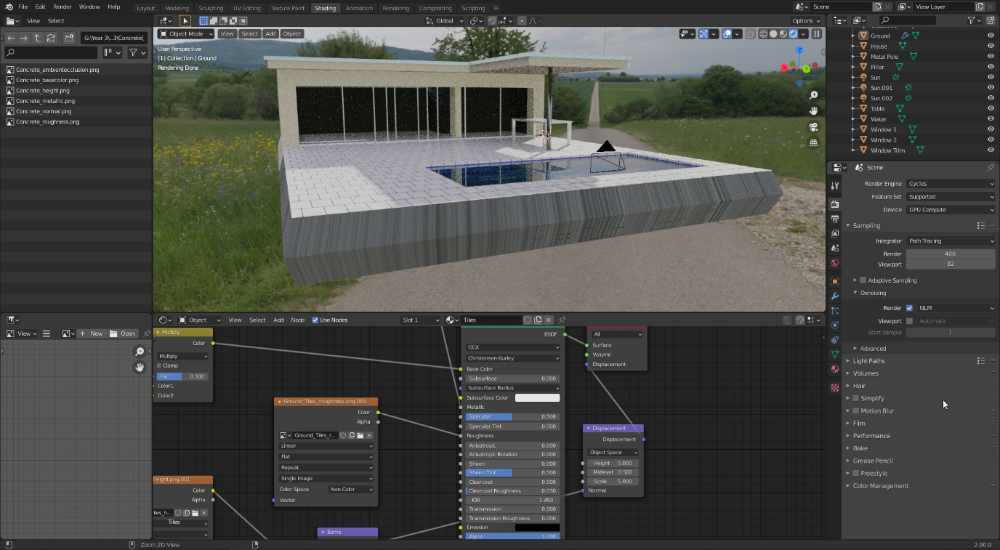 File Edit Render Window Help
Layout Modeling Sculpting UV Editing Texture Paint Shading Animation Rendering Compositing Scripting +
Scene
View Layer
View Select
Global
Options
G:\Year 3\..3\Concrete\
Object Mode View Select Add Object
User Perspective
(1) Collection | Ground
Rendering Done
Concrete_ambientocclusion.png
Concrete_basecolor.png
Concrete_height.png
Concrete_metallic.png
Concrete_normal.png
Concrete_roughness.png
X
Y
Z
Ground
House
Metal Pole
Pillar
Sun
Sun.001
Sun.002
Table
Water
Window 1
Window 2
Window Trim
Scene
Render Engine Cycles
Feature Set Supported
Device GPU Compute
Sampling
Integrator Path Tracing
Render 400
Viewport 32
Adaptive Sampling
Denoising
Render NLM
Viewport Automatic
Start Sample 1
Advanced
Light Paths
Volumes
Hair
Simplify
Motion Blur
Film
Performance
Bake
Grease Pencil
Freestyle
Color Management
View
+ New Open
Object View Select Add Node Use Nodes Slot 1 Tiles
Multiply
Color
Multiply
Clamp
Fac 0.500
Color1
Color2
height.png.001
Color
Alpha
iles_h...
Tiles
Ground_Tiles_roughness.png.001
Color
Alpha
Ground_Tiles_r...
Linear
Flat
Repeat
Single Image
Color Space Non-Color
Vector
Bump
BSDF
GGX
Christensen-Burley
Base Color
Subsurface 0.000
Subsurface Radius
Subsurface Color
Metallic
Specular 0.500
Specular Tint 0.000
Roughness
Anisotropic 0.000
Anisotropic Rotation 0.000
Sheen 0.000
Sheen Tint 0.500
Clearcoat 0.000
Clearcoat Roughness 0.030
IOR 1.450
Transmission 0.000
Transmission Roughness 0.000
Emission
Alpha 1.000
All
Surface
Volume
Displacement
Displacement
Displacement
Object Space
Height 5.000
Midlevel 0.500
Scale 5.000
Normal
Zoom 2D View
2.90.0